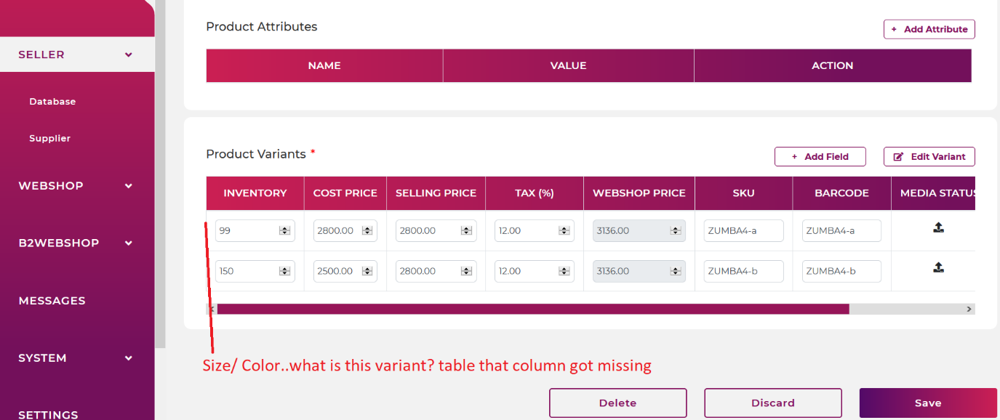 SELLER
Database
Supplier
WEBSHOP
B2WEBSHOP
MESSAGES
SYSTEM
SETTINGS
Product Attributes
+ Add Attribute
NAME VALUE ACTION
Product Variants *
+ Add Field Edit Variant
INVENTORY COST PRICE SELLING PRICE TAX (%) WEBSHOP PRICE SKU BARCODE MEDIA STATUS
99 2800.00 2800.00 12.00 3136.00 ZUMBA4-a ZUMBA4-a
150 2500.00 2800.00 12.00 3136.00 ZUMBA4-b ZUMBA4-b
Size/ Color..what is this variant? table that column got missing
Delete Discard Save